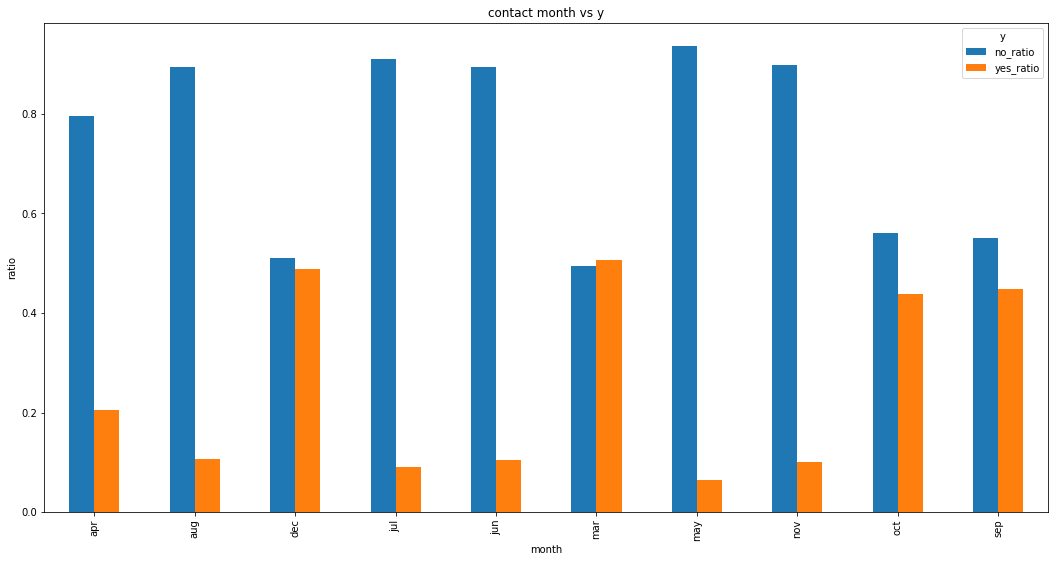 contact month vs y
y
no_ratio
yes_ratio
ratio
0.8
0.6
0.4
0.2
0.0
apr
aug
dec
jul
jun
mar
may
nov
oct
sep
month